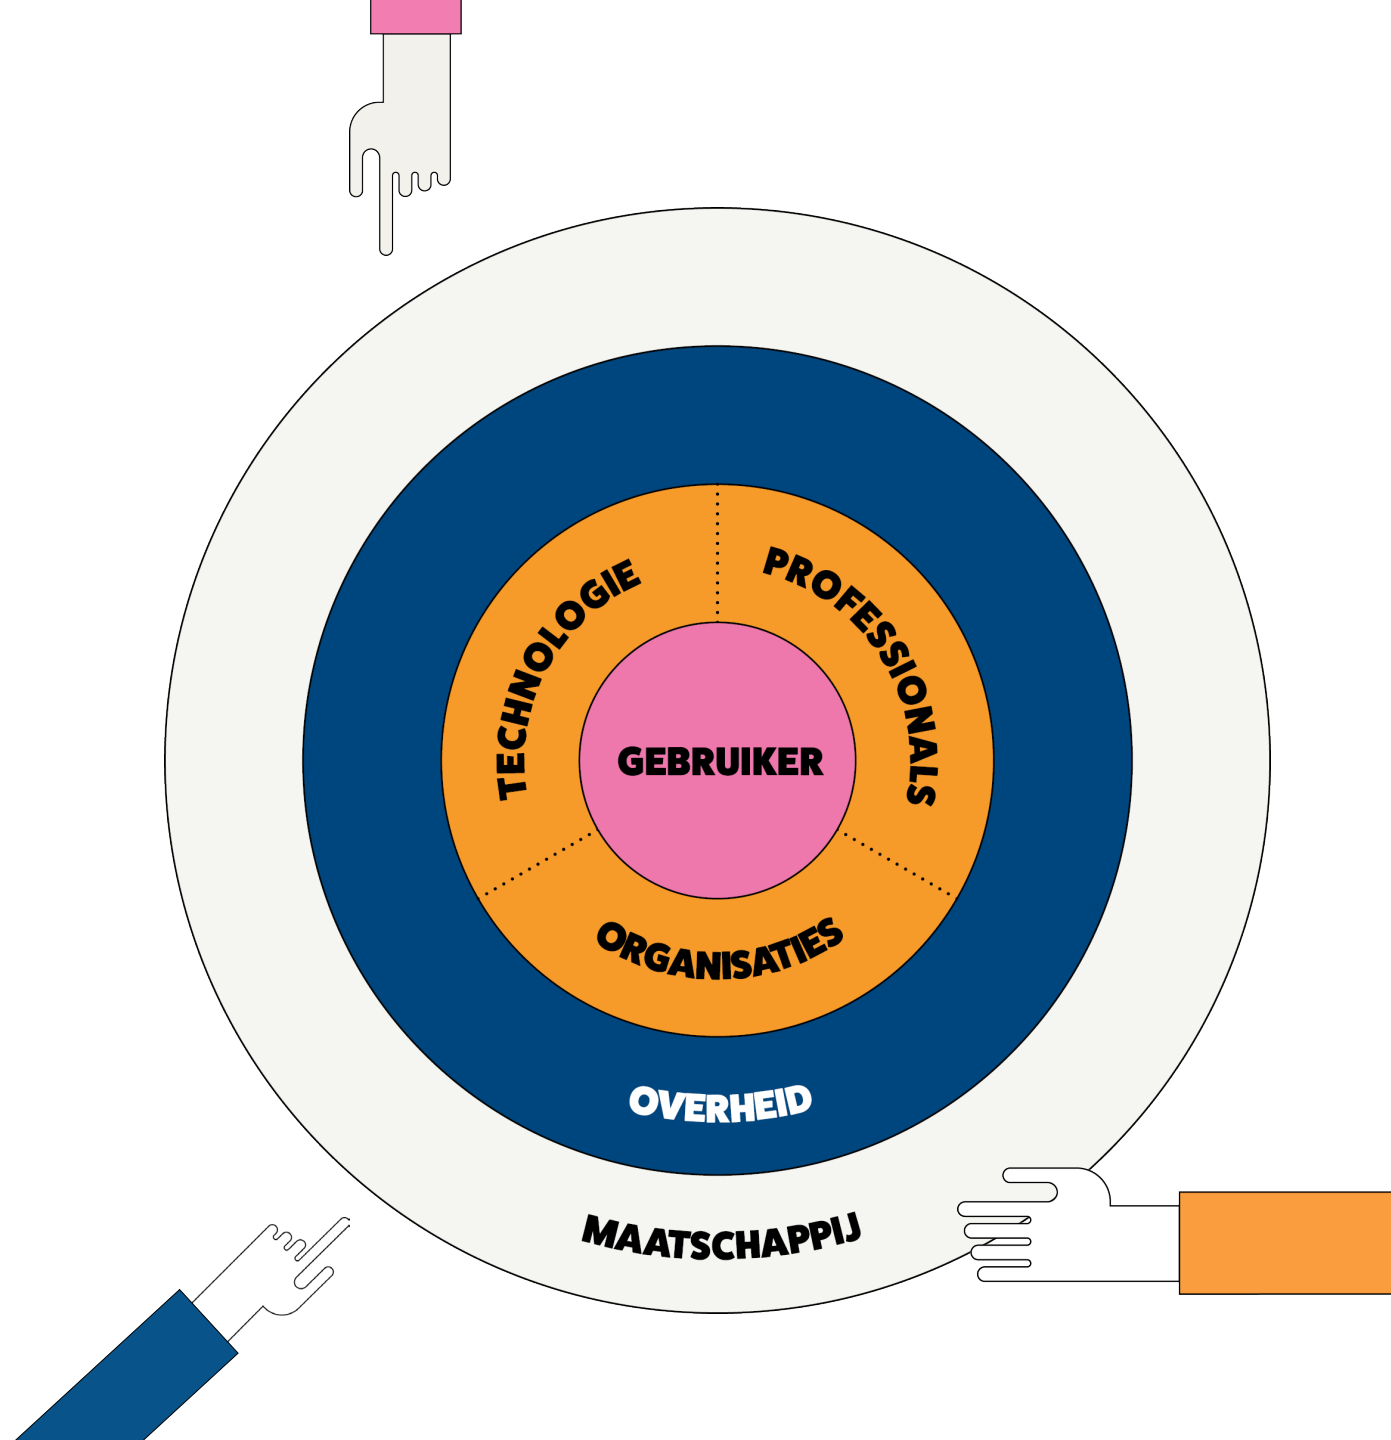 TECHNOLOGIE
PROFESSIONALS
GEBRUIKER
ORGANISATIES
OVERHEID
MAATSCHAPPIJ